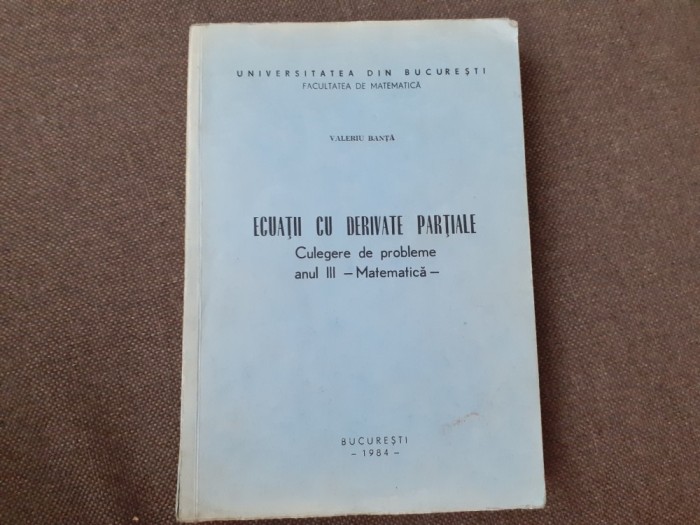 UNIVERSITATEA DIN BUCUREȘTI
FACULTATEA DE MATEMATICĂ
VALERIU BANȚĂ
ECUAȚII CU DERIVATE PARȚIALE
Culegere de probleme
anul III – Matematică –
BUCUREȘTI
– 1984 –